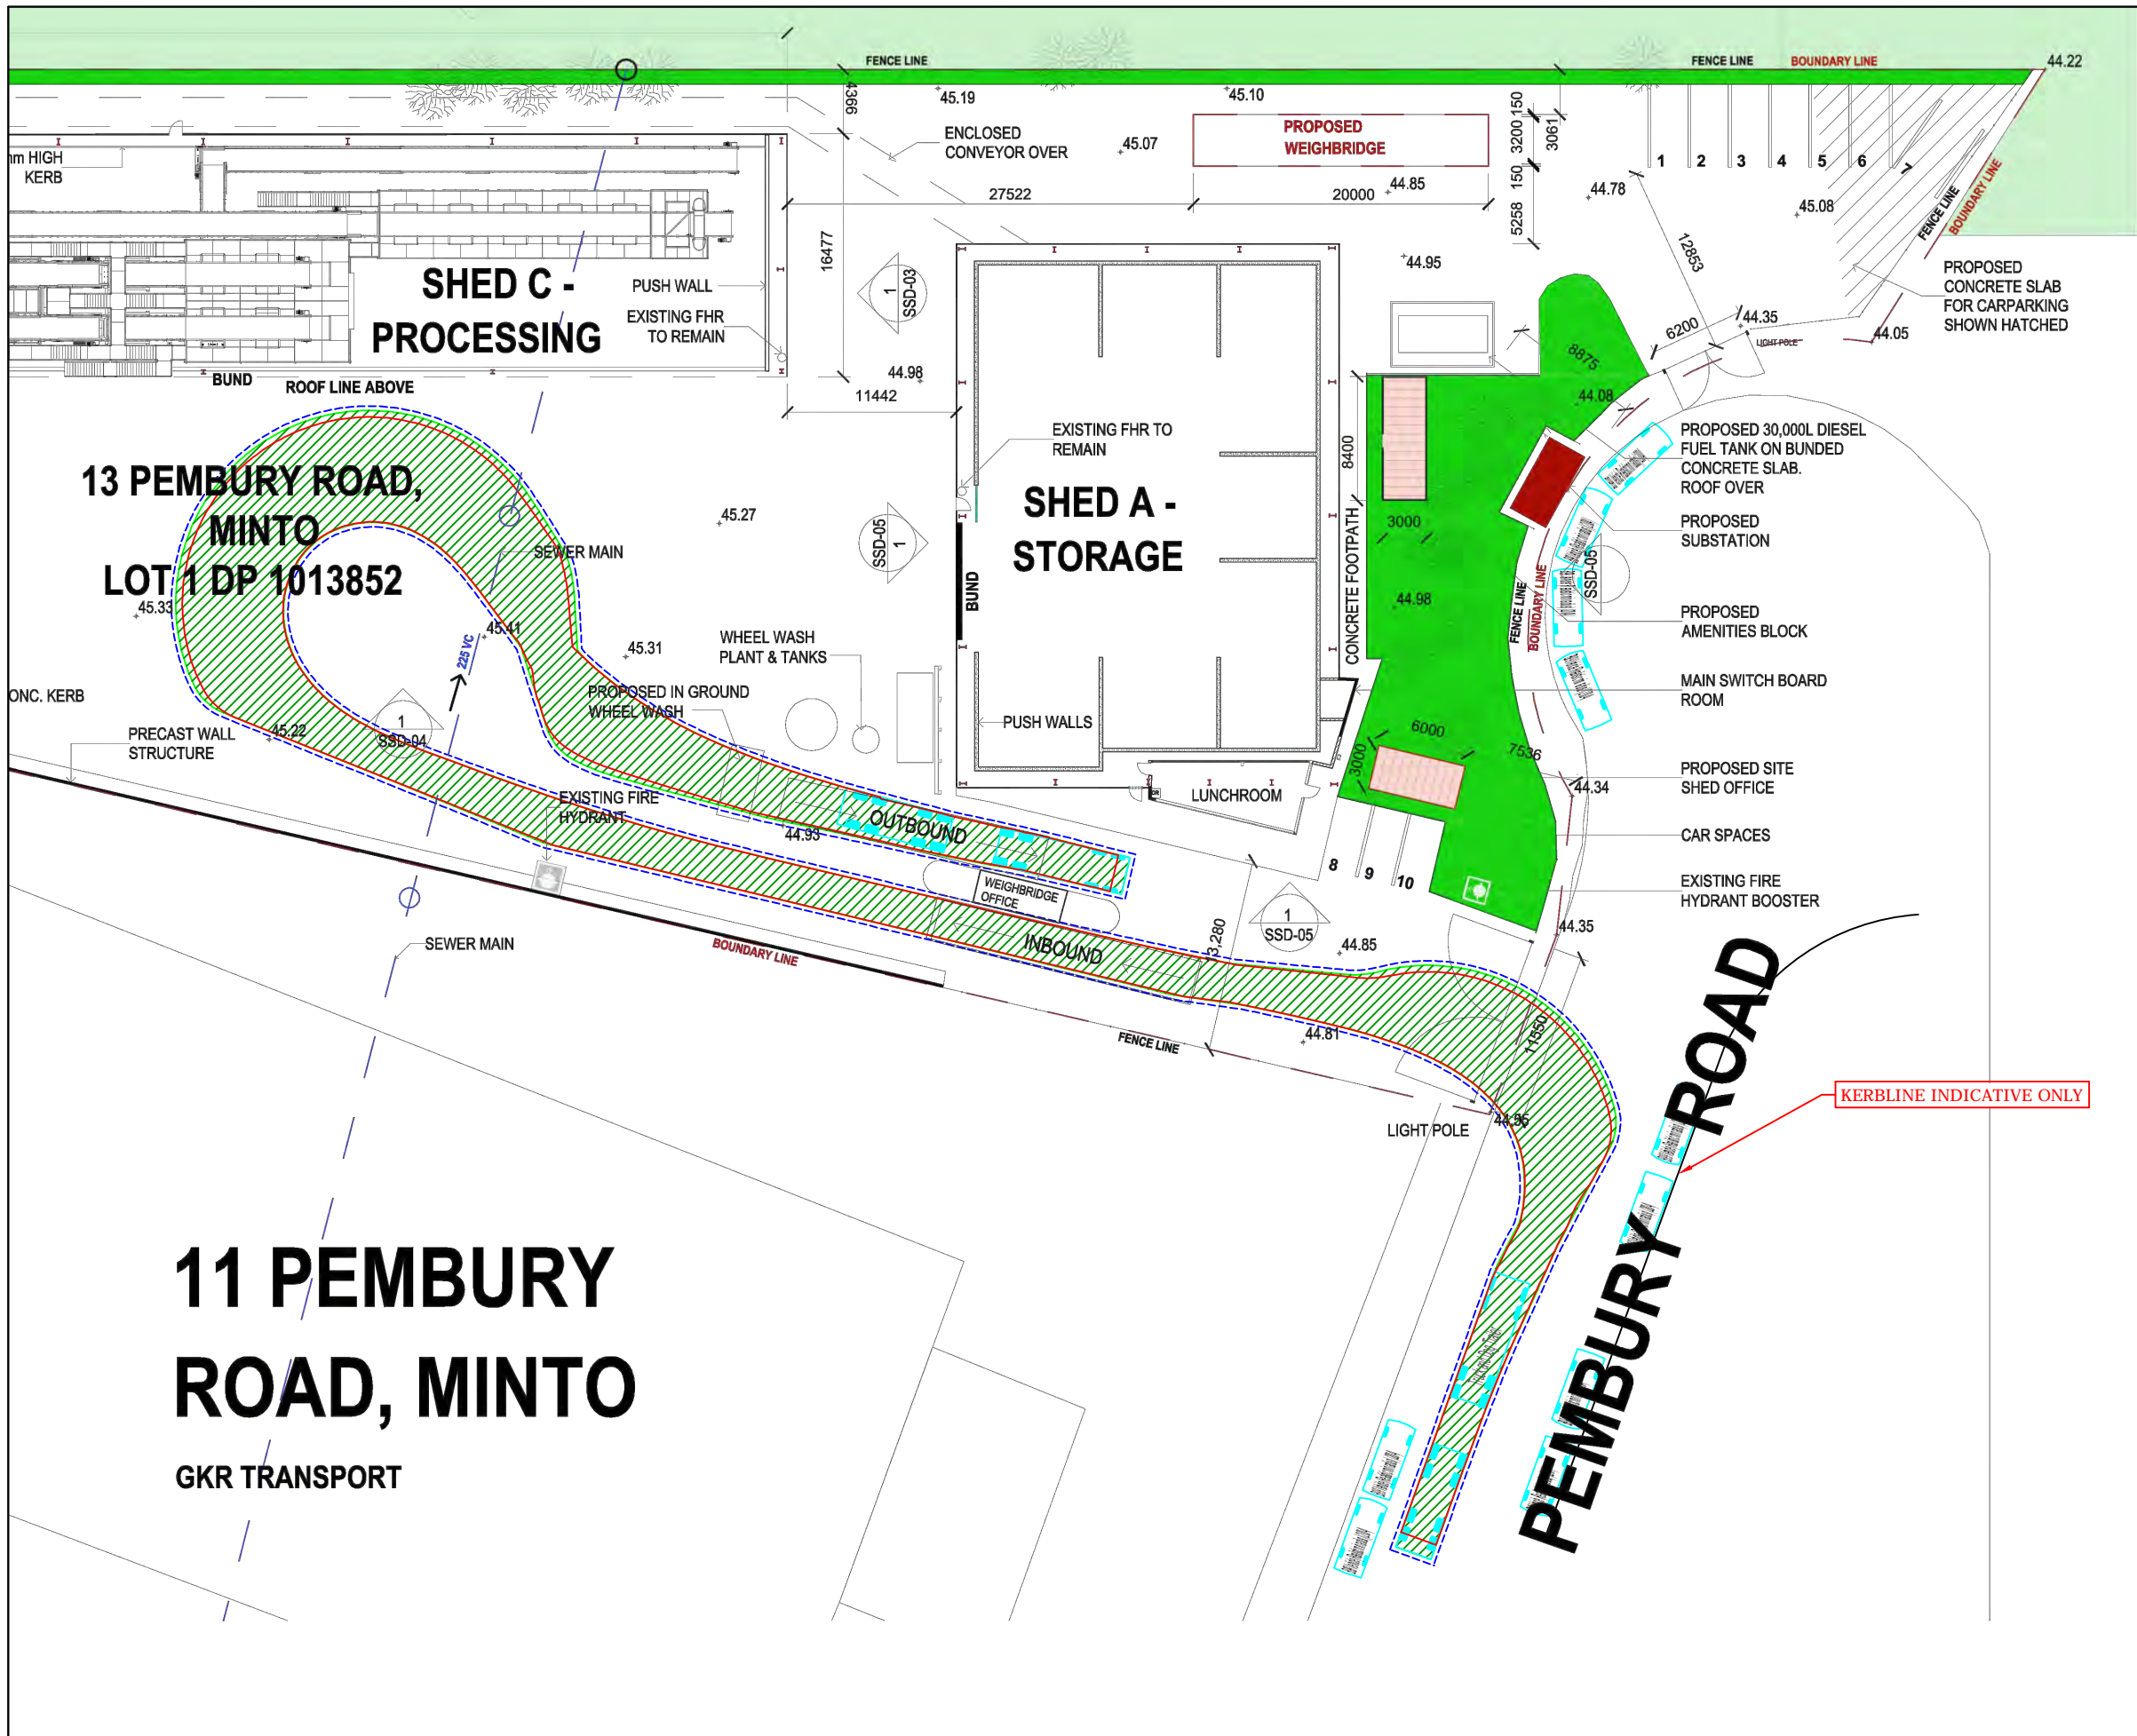 FENCE LINE
FENCE LINE
BOUNDARY LINE
44.22
4366
45.19
45.10
150
3200
3061
150
5258
ENCLOSED
CONVEYOR OVER
45.07
PROPOSED
WEIGHBRIDGE
1
2
3
4
5
6
7
HIGH
KERB
27522
20000
44.85
44.78
45.08
FENCE LINE
BOUNDARY LINE
12853
16477
44.95
SHED C -
PROCESSING
PUSH WALL
EXISTING FHR
TO REMAIN
1
SSD-03
PROPOSED
CONCRETE SLAB
FOR CARPARKING
SHOWN HATCHED
6200
44.35
LIGHT POLE
44.05
8875
BUND
ROOF LINE ABOVE
44.98
11442
44.08
EXISTING FHR TO
REMAIN
8400
PROPOSED 30,000L DIESEL
FUEL TANK ON BUNDED
CONCRETE SLAB.
ROOF OVER
13 PEMBURY ROAD,
MINTO
LOT 1 DP 1013852
45.27
SHED A -
STORAGE
3000
PROPOSED
SUBSTATION
SEWER MAIN
SSD-05
1
BUND
CONCRETE FOOTPATH
44.98
SSD-05
FENCE LINE
BOUNDARY LINE
PROPOSED
AMENITIES BLOCK
45.33
45.41
225 VC
45.31
WHEEL WASH
PLANT & TANKS
ONC. KERB
PROPOSED IN GROUND
WHEEL WASH
MAIN SWITCH BOARD
ROOM
PRECAST WALL
STRUCTURE
45.22
1
SSD-04
PUSH WALLS
6000
3000
7536
PROPOSED SITE
SHED OFFICE
44.34
EXISTING FIRE
HYDRANT
LUNCHROOM
44.93
OUTBOUND
CAR SPACES
8
9
10
WEIGHBRIDGE
OFFICE
EXISTING FIRE
HYDRANT BOOSTER
1
SSD-05
44.35
SEWER MAIN
BOUNDARY LINE
INBOUND
13,280
44.85
FENCE LINE
44.81
11550
LIGHT POLE
PEMBURY ROAD
KERBLINE INDICATIVE ONLY
11 PEMBURY
ROAD, MINTO
GKR TRANSPORT